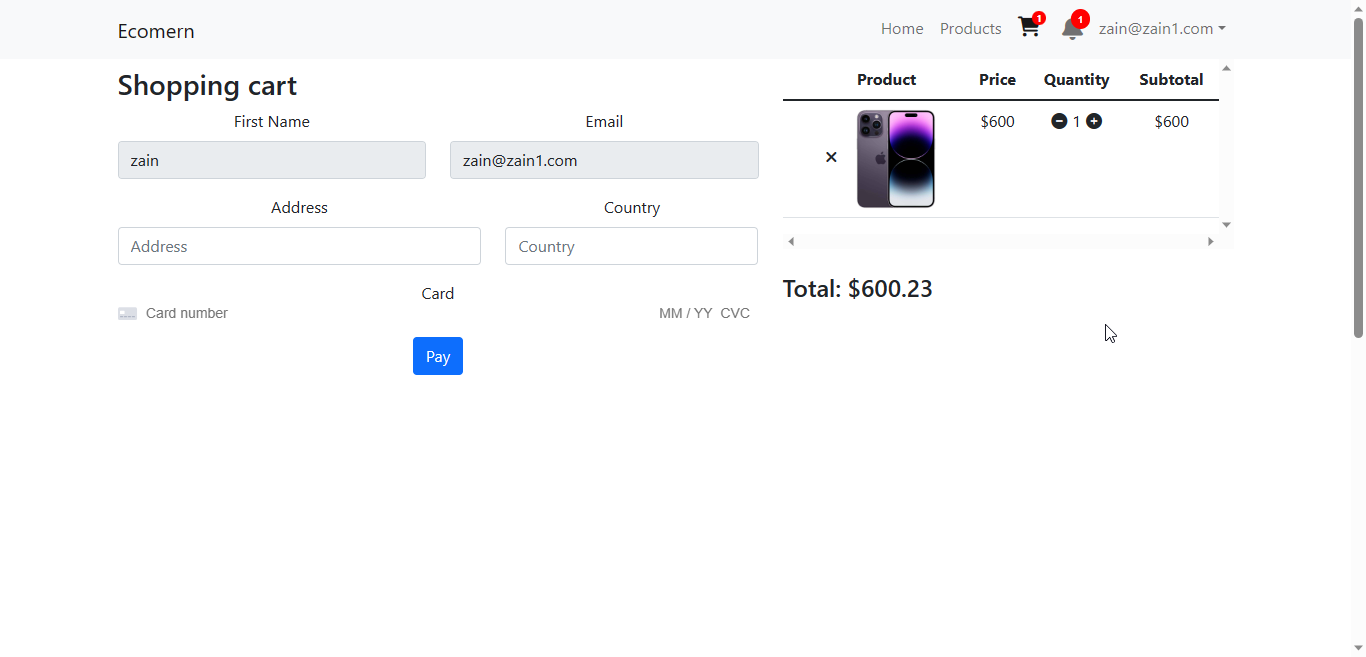 Ecomern
Home Products 1 1 zain@zain1.com
Shopping cart
First Name Email
zain zain@zain1.com
Address Country
Address Country
Card
Card number MM / YY CVC
Pay
Product Price Quantity Subtotal
$600 1 $600
Total: $600.23